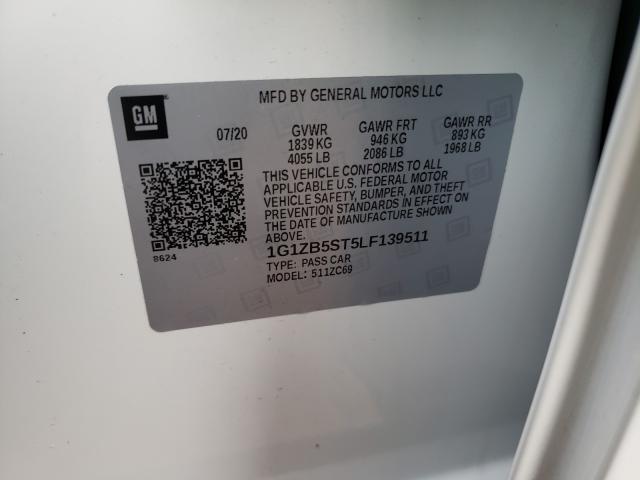 GM
MFD BY GENERAL MOTORS LLC
07/20 GVWR GAWR FRT GAWR RR
1839 KG 946 KG 893 KG
4055 LB 2086 LB 1968 LB
THIS VEHICLE CONFORMS TO ALL
APPLICABLE U.S. FEDERAL MOTOR
VEHICLE SAFETY, BUMPER, AND THEFT
PREVENTION STANDARDS IN EFFECT ON
THE DATE OF MANUFACTURE SHOWN
ABOVE.
1G1ZB5ST5LF139511
TYPE: PASS CAR
MODEL: 511ZC69
8624